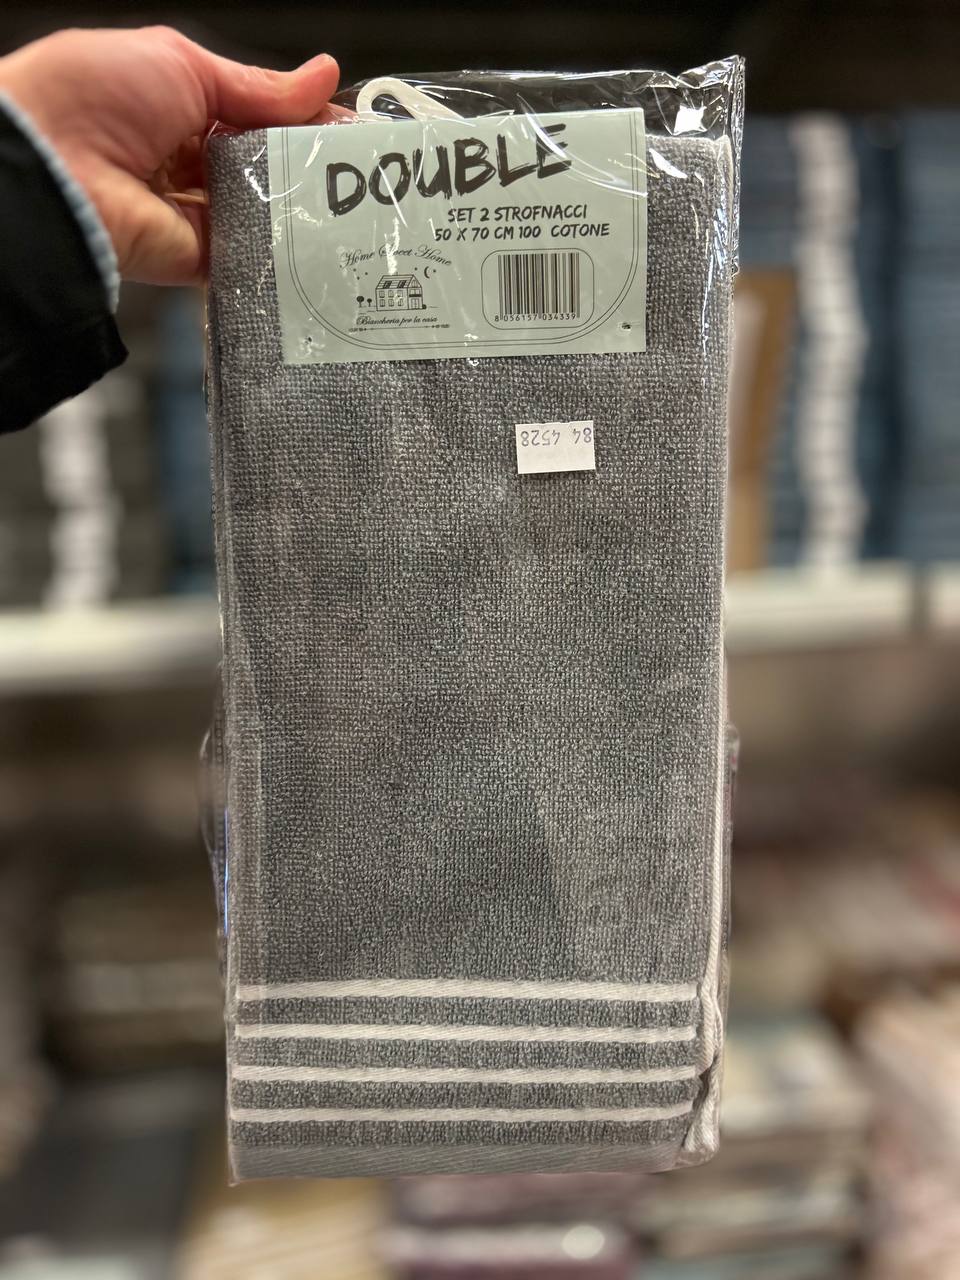 DOUBLE
SET 2 STROFNACCI
50 X 70 CM 100 COTONE
Home Sweet Home
Biancheria per la casa
8 056157 034339
84 4528